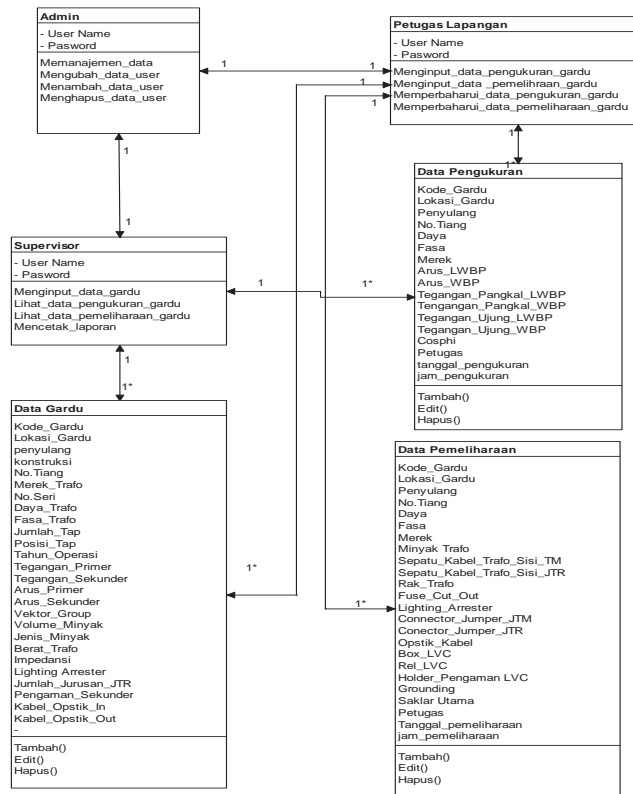 Admin
- User Name
- Pasword
Memanajemen_data
Mengubah_data_user
Menambah_data_user
Menghapus_data_user
Petugas Lapangan
- User Name
- Pasword
Menginput_data_pengukuran_gardu
Menginput_data _pemelihraan_gardu
Memperbaharui_data_pengukuran_gardu
Memperbaharui_data_pemeliharaan_gardu
1
1
1
1
1
1*
1
1
Supervisor
- User Name
- Pasword
Menginput_data_gardu
Lihat_data_pengukuran_gardu
Lihat_data_pemeliharaan_gardu
Mencetak_laporan
1
1*
1
1*
Data Pengukuran
Kode_Gardu
Lokasi_Gardu
Penyulang
No.Tiang
Daya
Fasa
Merek
Arus_LWBP
Arus_WBP
Tegangan_Pangkal_LWBP
Tengangan_Pangkal_WBP
Tegangan_Ujung_LWBP
Tegangan_Ujung_WBP
Cosphi
Petugas
tanggal_pengukuran
jam_pengukuran
Tambah()
Edit()
Hapus()
Data Gardu
Kode_Gardu
Lokasi_Gardu
penyulang
konstruksi
No.Tiang
Merek_Trafo
No.Seri
Daya_Trafo
Fasa_Trafo
Jumlah_Tap
Posisi_Tap
Tahun_Operasi
Tegangan_Primer
Tegangan_Sekunder
Arus_Primer
Arus_Sekunder
Vektor_Group
Volume_Minyak
Jenis_Minyak
Berat_Trafo
Impedansi
Lighting Arrester
Jumlah_Jurusan_JTR
Pengaman_Sekunder
Kabel_Opstik_In
Kabel_Opstik_Out
-
Tambah()
Edit()
Hapus()
1*
1*
Data Pemeliharaan
Kode_Gardu
Lokasi_Gardu
Penyulang
No.Tiang
Daya
Fasa
Merek
Minyak Trafo
Sepatu_Kabel_Trafo_Sisi_TM
Sepatu_Kabel_Trafo_Sisi_JTR
Rak_Trafo
Fuse_Cut_Out
Lighting_Arrester
Connector_Jumper_JTM
Conector_Jumper_JTR
Opstik_Kabel
Box_LVC
Rel_LVC
Holder_Pengaman LVC
Grounding
Saklar Utama
Petugas
Tanggal_pemeliharaan
jam_pemeliharaan
Tambah()
Edit()
Hapus()